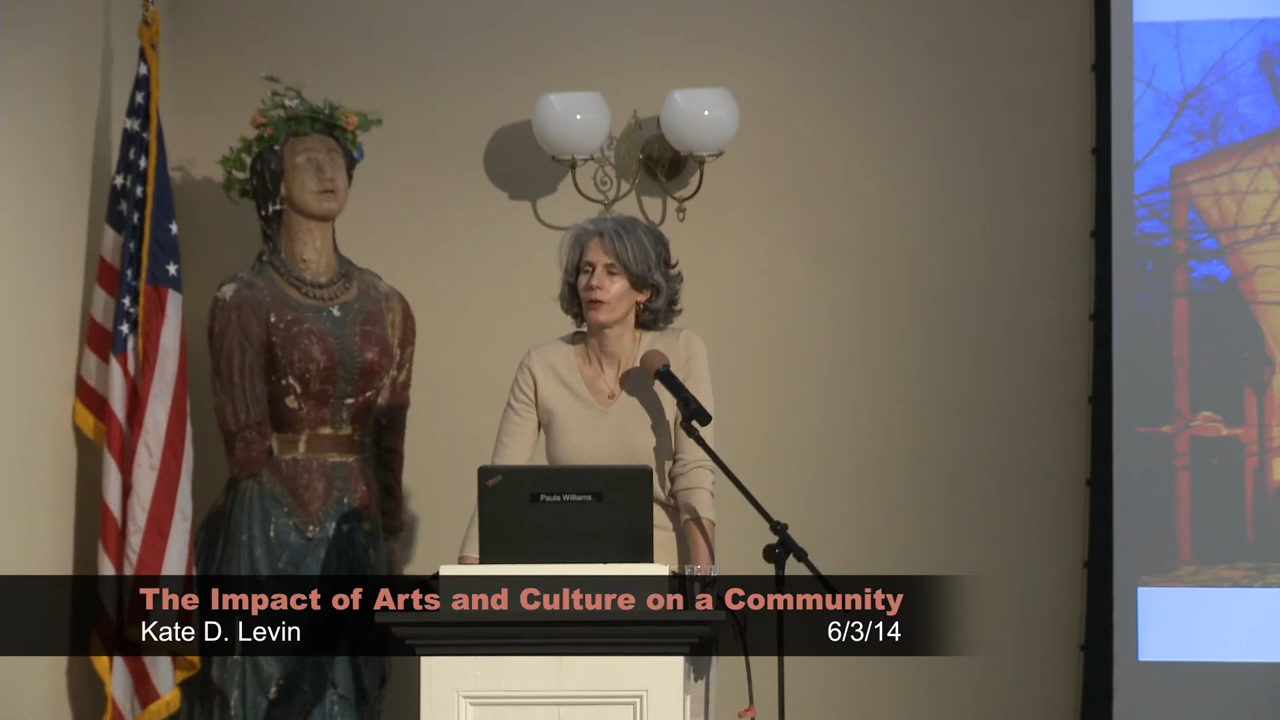 Paula Williams
The Impact of Arts and Culture on a Community
Kate D. Levin
6/3/14